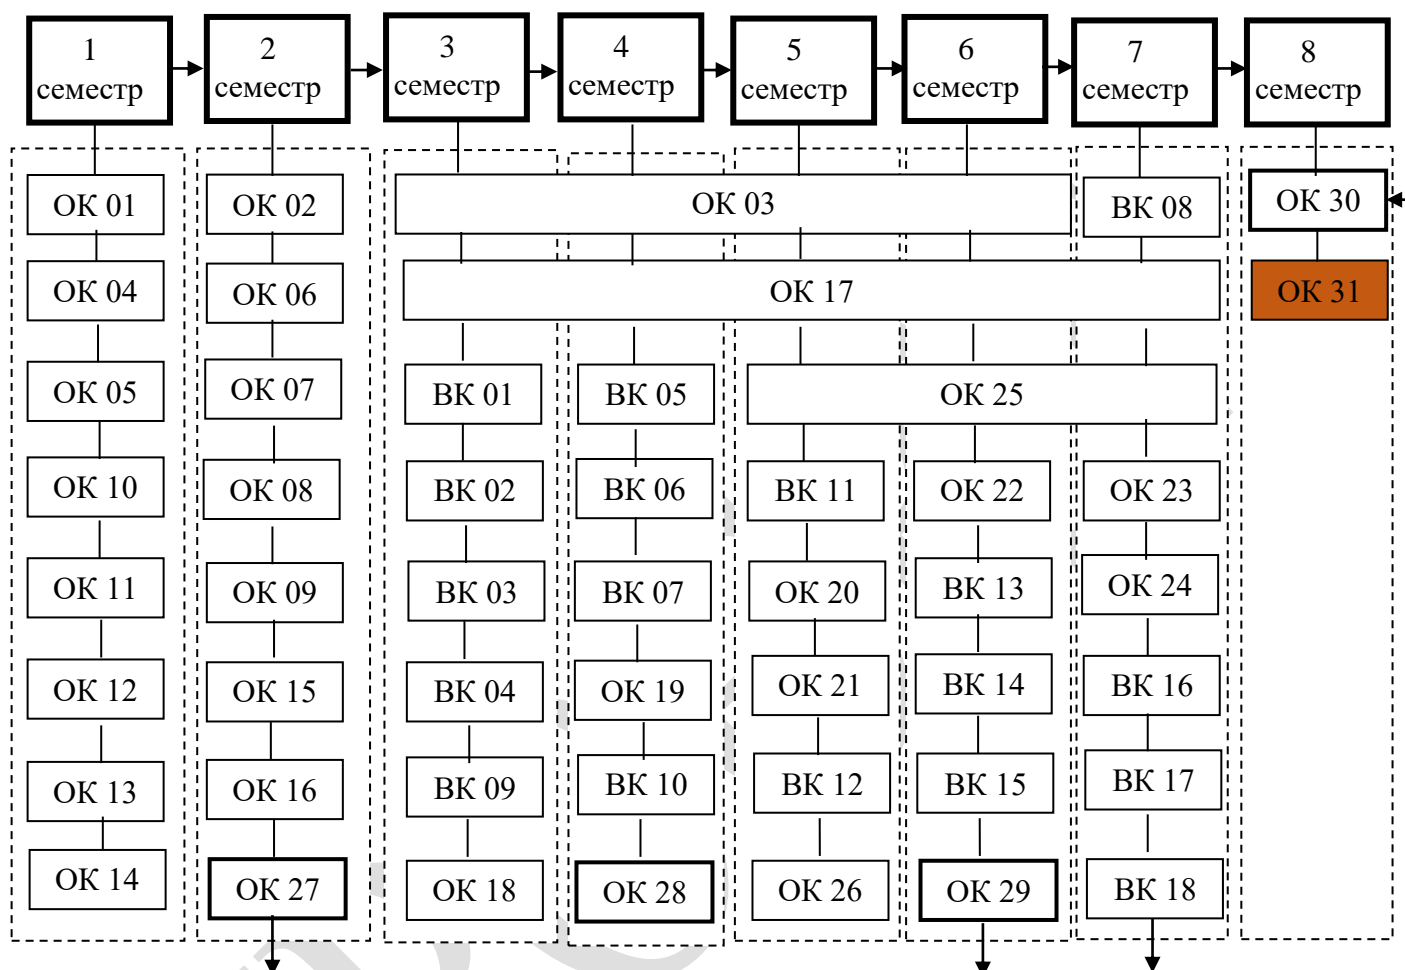 1
семестр
2
семестр
3
семестр
4
семестр
5
семестр
6
семестр
7
семестр
8
семестр
ОК 01
ОК 04
ОК 05
ОК 10
ОК 11
ОК 12
ОК 13
ОК 14
ОК 02
ОК 06
ОК 07
ОК 08
ОК 09
ОК 15
ОК 16
ОК 27
ОК 03
ОК 17
ВК 01
ВК 02
ВК 03
ВК 04
ВК 09
ОК 18
ВК 05
ВК 06
ВК 07
ОК 19
ВК 10
ОК 28
ОК 25
ВК 11
ОК 20
ОК 21
ВК 12
ОК 26
ОК 22
ВК 13
ВК 14
ВК 15
ОК 29
ВК 08
ОК 23
ОК 24
ВК 16
ВК 17
ВК 18
ОК 30
ОК 31